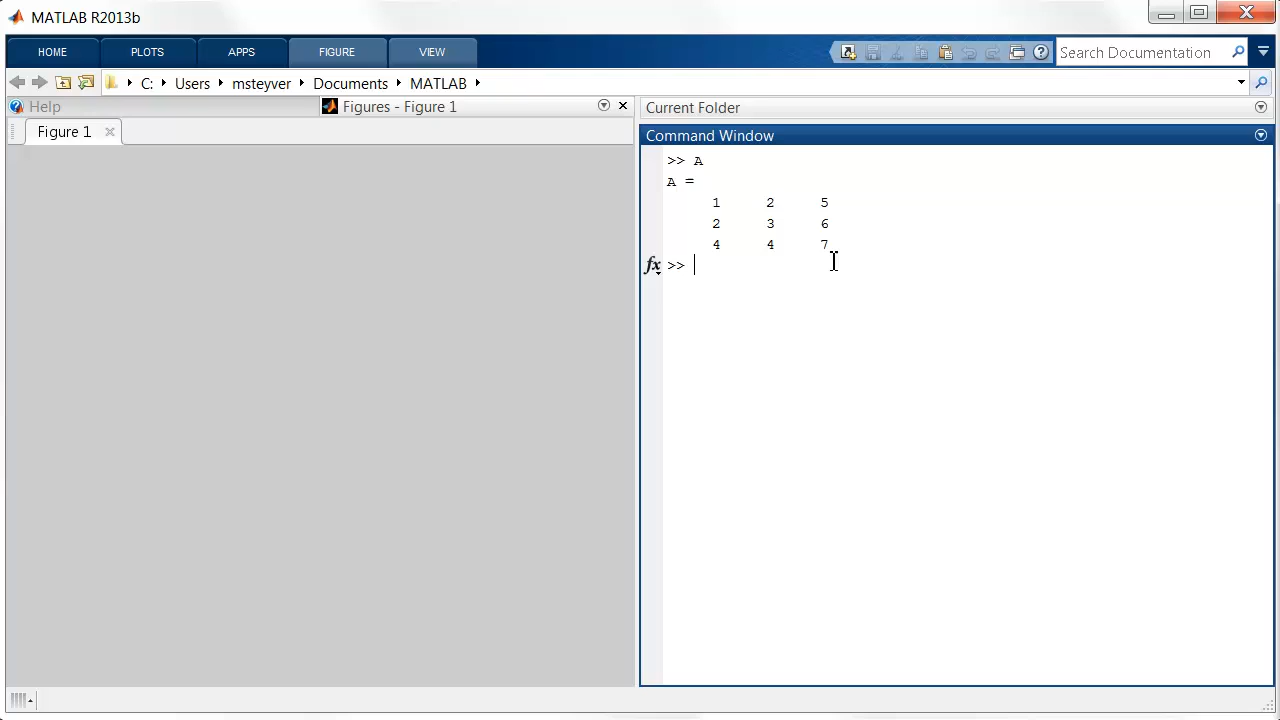 MATLAB R2013b
HOME PLOTS APPS FIGURE VIEW
Search Documentation
C: Users msteyver Documents MATLAB
Help
Figures - Figure 1
Figure 1
Current Folder
Command Window
>> A
A =
1 2 5
2 3 6
4 4 7
fx >>